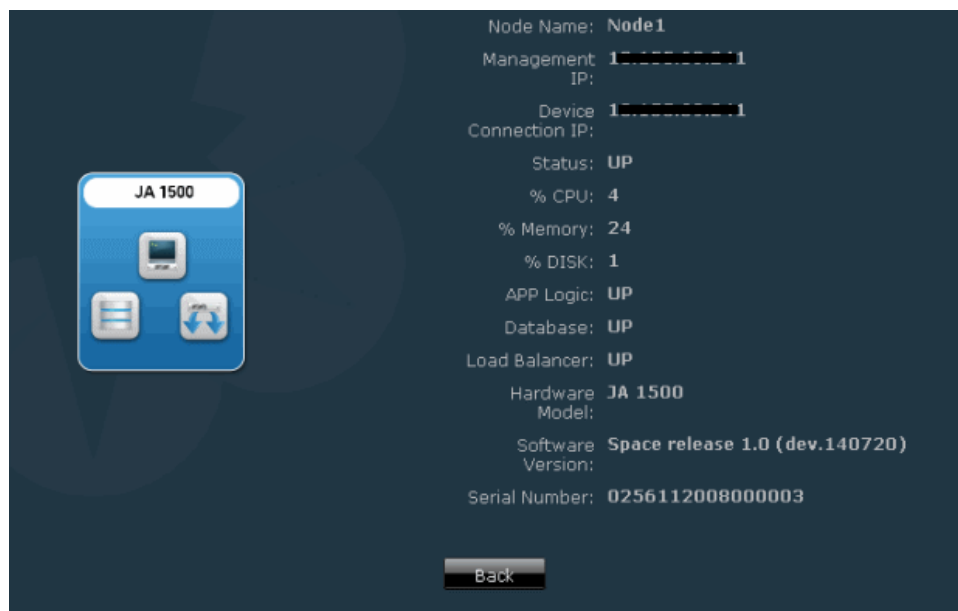 Node Name: Node1
Management
IP:
Device
Connection IP:
Status: UP
JA 1500
% CPU: 4
% Memory: 24
% DISK: 1
APP Logic: UP
Database: UP
Load Balancer: UP
Hardware JA 1500
Model:
Software Space release 1.0 (dev.140720)
Version:
Serial Number: 0256112008000003
Back